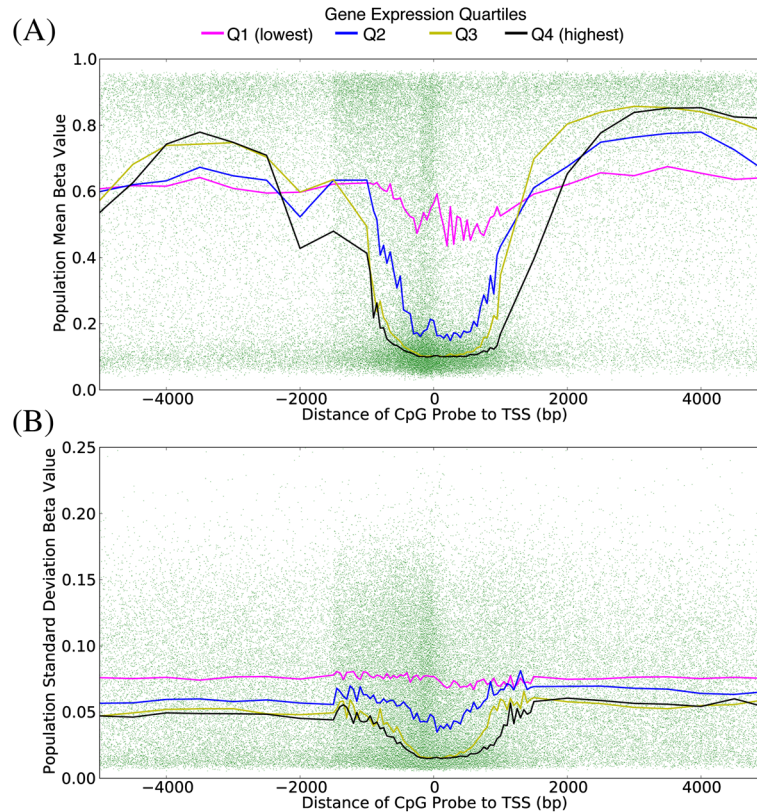 Gene Expression Quartiles
(A)
Q1 (lowest) Q2 Q3 Q4 (highest)
Population Mean Beta Value
1.0
0.8
0.6
0.4
0.2
0.0
−4000 −2000 0 2000 4000
Distance of CpG Probe to TSS (bp)
(B)
Population Standard Deviation Beta Value
0.25
0.20
0.15
0.10
0.05
0.00
−4000 −2000 0 2000 4000
Distance of CpG Probe to TSS (bp)